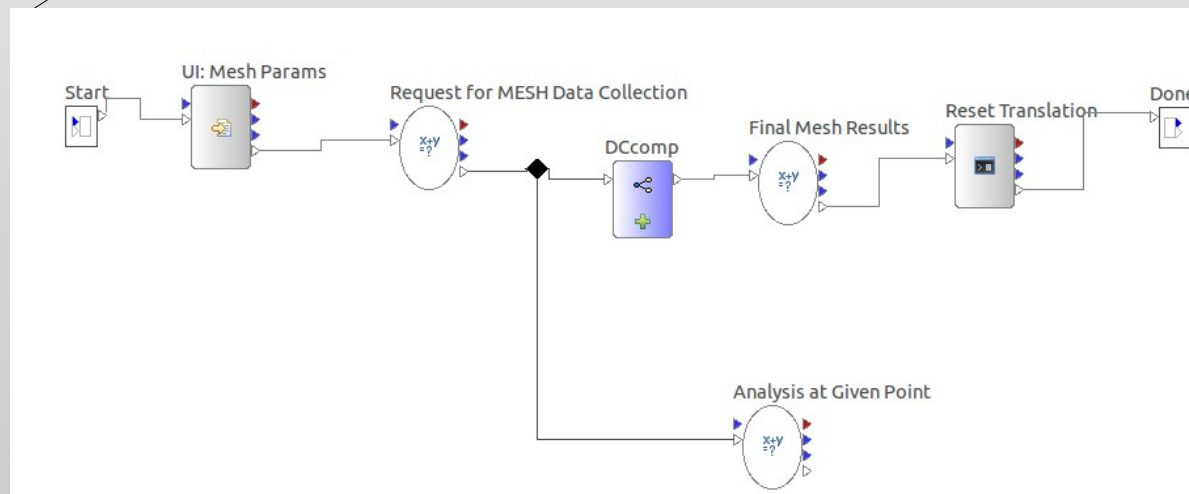 Start
UI: Mesh Params
x+y
=?
Request for MESH Data Collection
DCcomp
x+y
=?
Final Mesh Results
Reset Translation
Done
x+y
=?
Analysis at Given Point